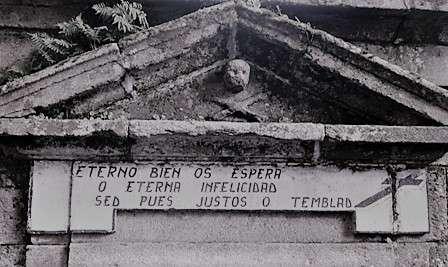 ETERNO BIEN OS ESPERA
O ETERNA INFELICIDAD
SED PUES JUSTOS O TEMBLAD